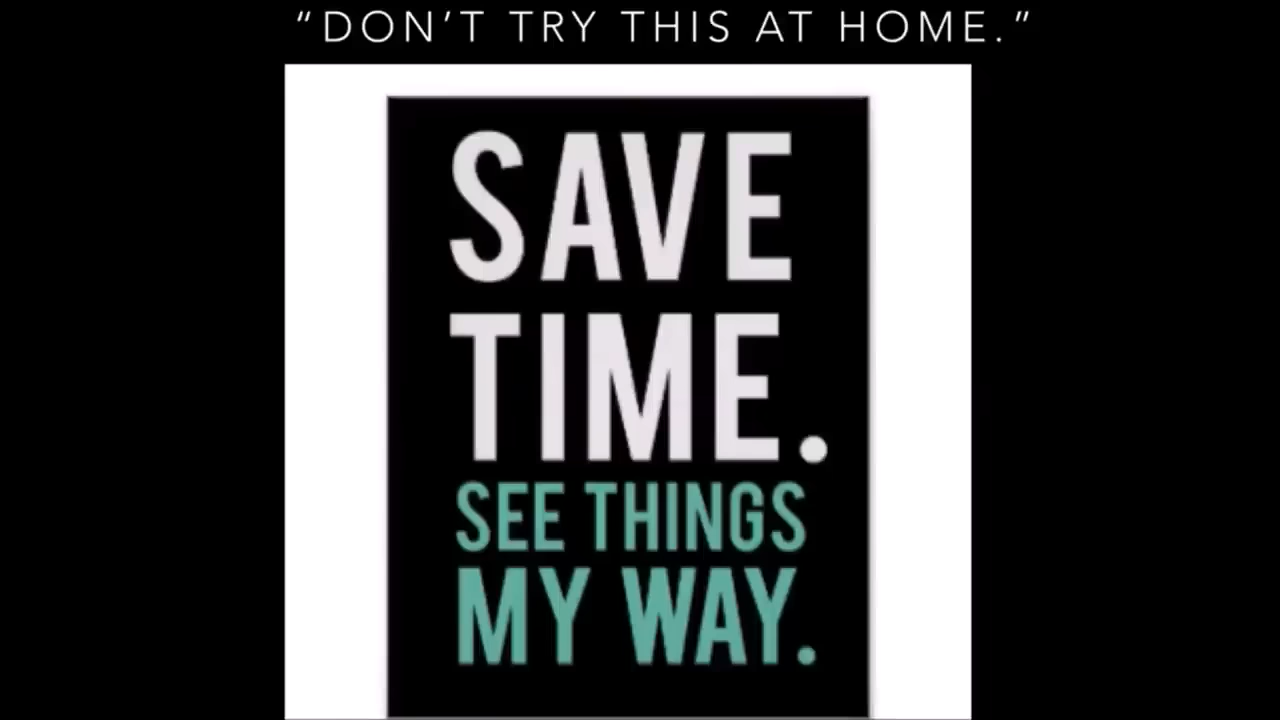 “DON’T TRY THIS AT HOME.”
SAVE
TIME.
SEE THINGS
MY WAY.